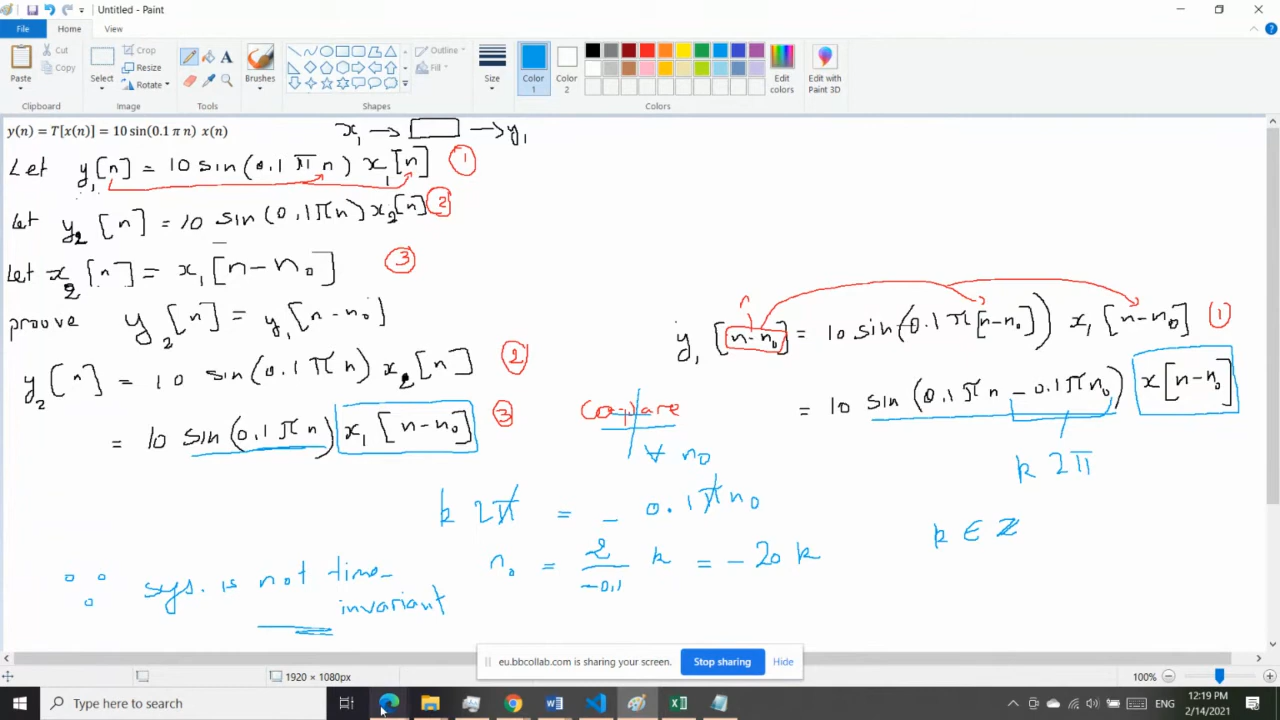 Untitled - Paint
File Home View
Paste Cut Copy Select Crop Resize Rotate Brushes Outline Fill Size Color 1 Color 2 Edit colors Edit with Paint 3D
Clipboard Image Tools Shapes Colors
y(n) = T[x(n)] = 10 sin(0.1 π n) x(n)
x₁ → → y₁
Let y₁[n] = 10 sin(0.1 π n) x₁[n] ①
Let y₂[n] = 10 sin(0.1πn) x₂[n] ②
Let x₂[n] = x₁[n-n₀] ③
prove y₂[n] = y₁[n-n₀]
y₂[n] = 10 sin(0.1 π n) x₂[n] ②
= 10 sin(0.1 π n) x₁[n-n₀] ③
n
y₁[n-n₀] = 10 sin(0.1 π[n-n₀]) x₁[n-n₀] ①
= 10 sin(0.1 π n - 0.1 π n₀) x[n-n₀]
Compare
∀ n₀
k 2π
k 2π = - 0.1 π n₀
k ∈ Z
n₀ = 2/-0.1 k = -20 k
∴ sys. is not time-
invariant
eu.bbcollab.com is sharing your screen. Stop sharing Hide
1920 × 1080px 100%
Type here to search
ENG 12:19 PM
2/14/2021